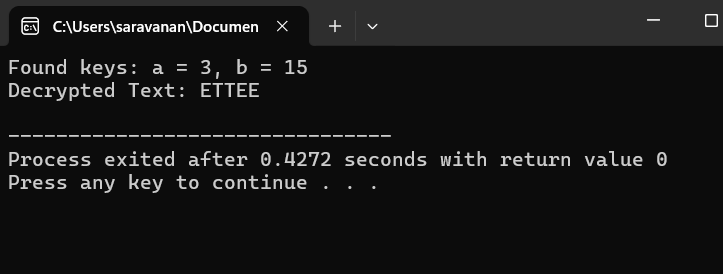 C:\Users\saravanan\Documen
Found keys: a = 3, b = 15
Decrypted Text: ETTEE
--------------------------------
Process exited after 0.4272 seconds with return value 0
Press any key to continue . . .